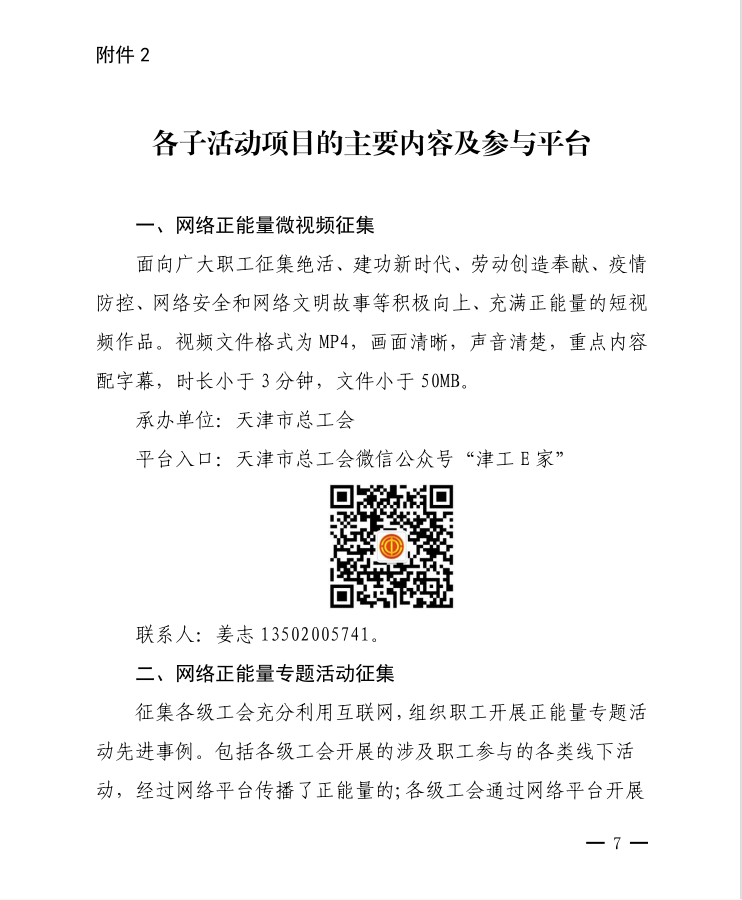 附件 2
各子活动项目的主要内容及参与平台
一、网络正能量微视频征集
面向广大职工征集绝活、建功新时代、劳动创造奉献、疫情
防控、网络安全和网络文明故事等积极向上、充满正能量的短视
频作品。视频文件格式为 MP4，画面清晰，声音清楚，重点内容
配字幕，时长小于 3 分钟，文件小于 50MB。
承办单位：天津市总工会
平台入口：天津市总工会微信公众号“津工 E 家”
联系人：姜志 13502005741。
二、网络正能量专题活动征集
征集各级工会充分利用互联网，组织职工开展正能量专题活
动先进事例。包括各级工会开展的涉及职工参与的各类线下活
动，经过网络平台传播了正能量的；各级工会通过网络平台开展
— 7 —